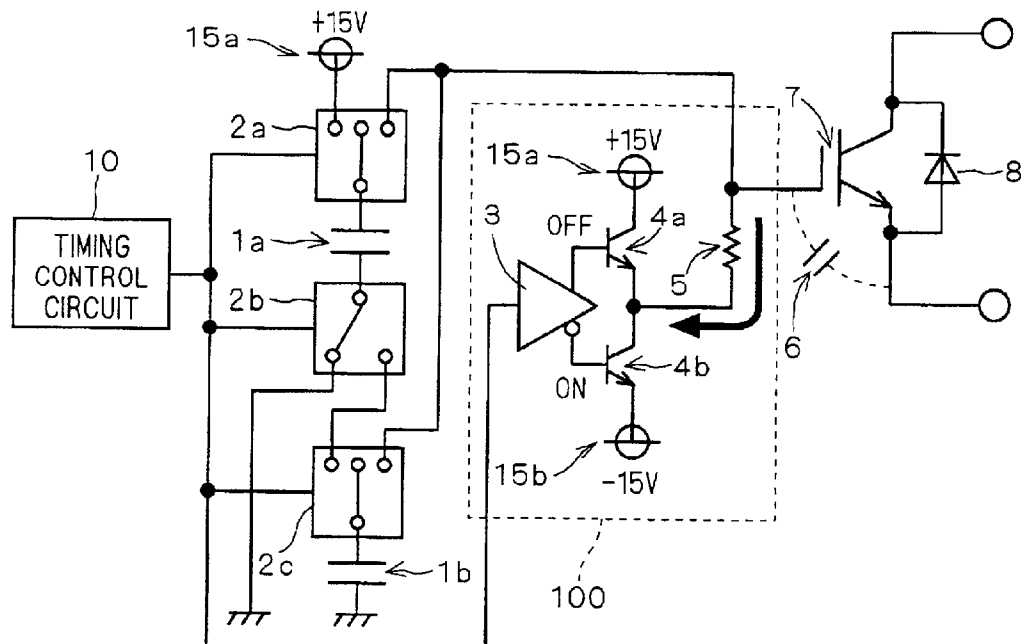 +15V
15a
2a
10
TIMING
CONTROL
CIRCUIT
1a
2b
2c
1b
+15V
15a
3
OFF
4a
5
ON
4b
15b
-15V
100
7
8
6